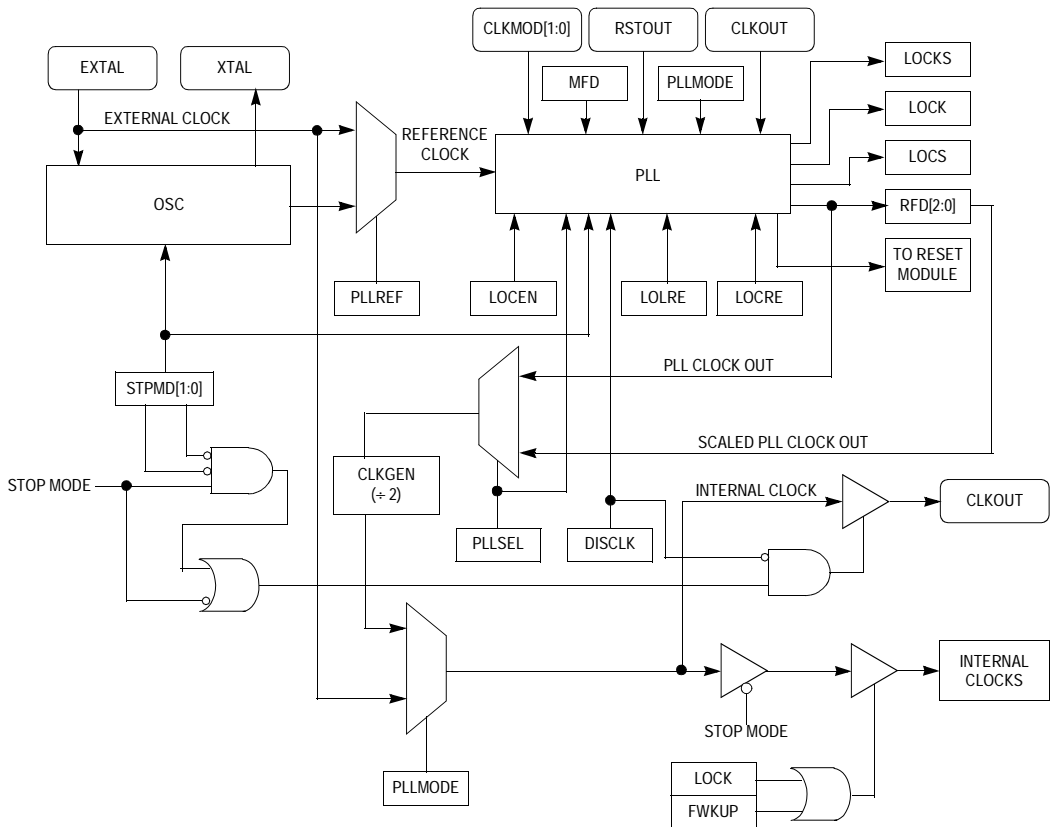 CLKMOD[1:0]
RSTOUT
CLKOUT
EXTAL
XTAL
MFD
PLLMODE
LOCKS
LOCK
LOCS
RFD[2:0]
TO RESET
MODULE
EXTERNAL CLOCK
REFERENCE
CLOCK
OSC
PLL
PLLREF
LOCEN
LOLRE
LOCRE
STPMD[1:0]
PLL CLOCK OUT
SCALED PLL CLOCK OUT
STOP MODE
CLKGEN
(÷ 2)
INTERNAL CLOCK
CLKOUT
PLLSEL
DISCLK
INTERNAL
CLOCKS
STOP MODE
PLLMODE
LOCK
FWKUP